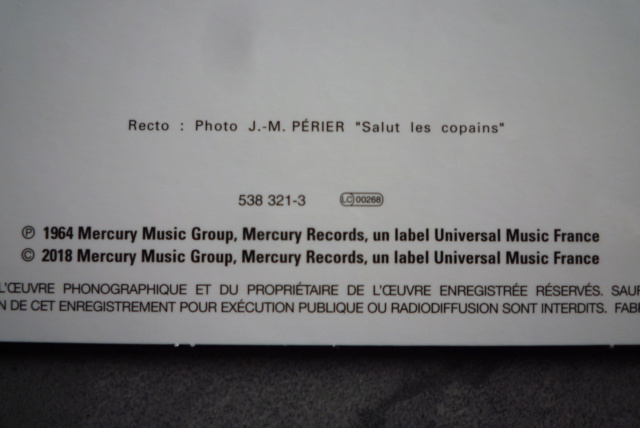 Recto : Photo J.-M. PÉRIER "Salut les copains"
538 321-3 LC 00268
℗ 1964 Mercury Music Group, Mercury Records, un label Universal Music France
© 2018 Mercury Music Group, Mercury Records, un label Universal Music France
L'ŒUVRE PHONOGRAPHIQUE ET DU PROPRIÉTAIRE DE L'ŒUVRE ENREGISTRÉE RÉSERVÉS. SAUF
N DE CET ENREGISTREMENT POUR EXÉCUTION PUBLIQUE OU RADIODIFFUSION SONT INTERDITS. FABR